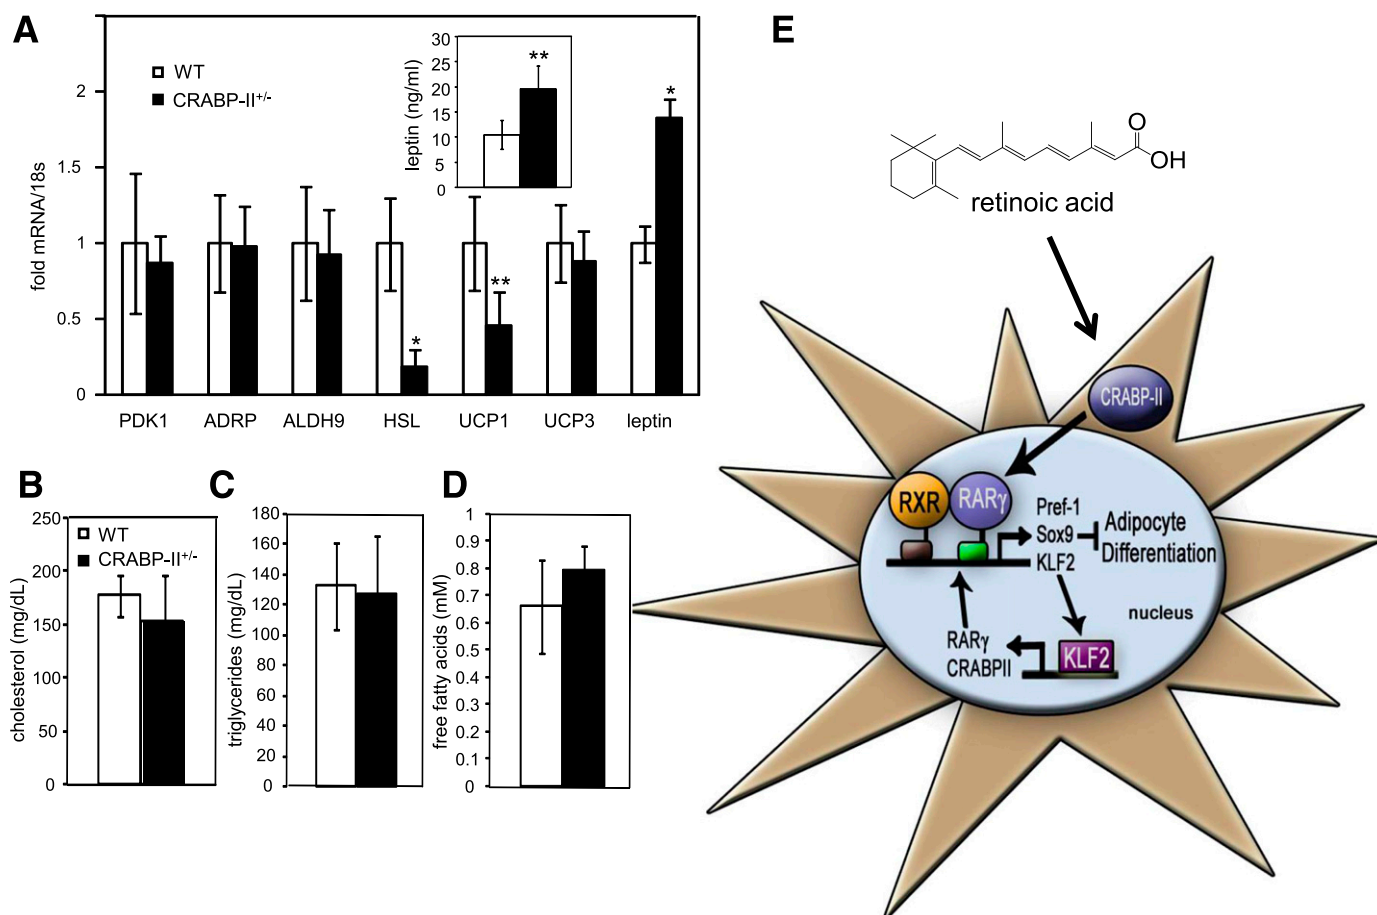 A
WT
CRABP-II+/-
fold mRNA/18s
2
1.5
1
0.5
0
PDK1 ADRP ALDH9 HSL UCP1 UCP3 leptin
*
**
*
leptin (ng/ml)
30
25
20
15
10
5
0
**
B
WT
CRABP-II+/-
cholesterol (mg/dL)
250
200
150
100
50
0
C
triglycerides (mg/dL)
180
160
140
120
100
80
60
40
20
0
D
free fatty acids (mM)
1
0.9
0.8
0.7
0.6
0.5
0.4
0.3
0.2
0.1
0
E
O
OH
retinoic acid
CRABP-II
RXR
RARγ
Pref-1
Sox9
KLF2
Adipocyte
Differentiation
nucleus
RARγ
CRABPII
KLF2